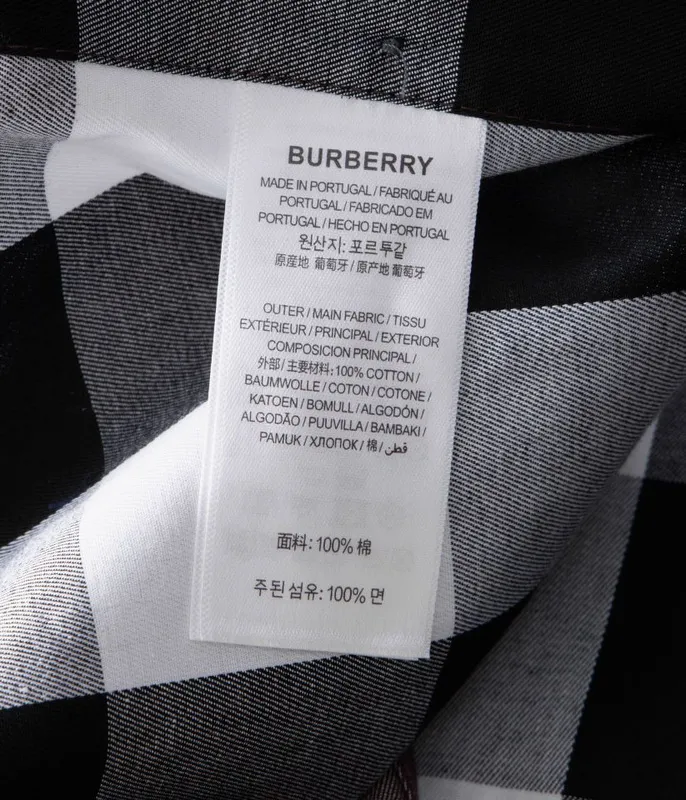 BURBERRY
MADE IN PORTUGAL / FABRIQUÉ AU
PORTUGAL / FABRICADO EM
PORTUGAL / HECHO EN PORTUGAL
원산지: 포르투갈
原産地 葡萄牙 / 原产地 葡萄牙
OUTER / MAIN FABRIC / TISSU
EXTÉRIEUR / PRINCIPAL / EXTERIOR
COMPOSICION PRINCIPAL /
外部 / 主要材料: 100% COTTON /
BAUMWOLLE / COTON / COTONE /
KATOEN / BOMULL / ALGODÓN /
ALGODÃO / PUUVILLA / BAMBAKI /
PAMUK / ХЛОПОК / 棉 / قطن
面料: 100% 棉
주된 섬유: 100% 면